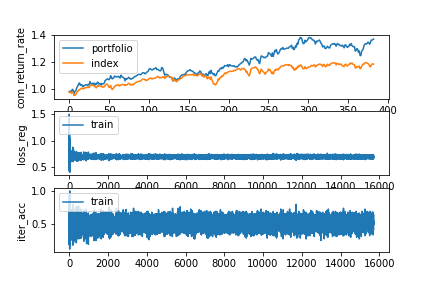 com_return_rate
1.4
1.2
1.0
portfolio
index
0 50 100 150 200 250 300 350 400
loss_reg
1.5
1.0
0.5
train
0 2000 4000 6000 8000 10000 12000 14000 16000
iter_acc
1.0
0.5
train
0 2000 4000 6000 8000 10000 12000 14000 16000